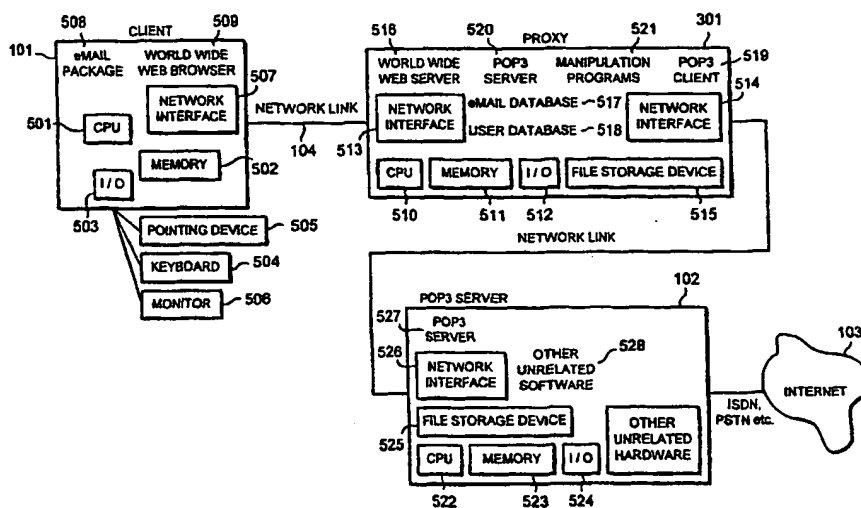 508
509
CLIENT
101
eMAIL PACKAGE
WORLD WIDE WEB BROWSER
507
NETWORK INTERFACE
501
CPU
MEMORY
502
I/O
503
POINTING DEVICE
505
KEYBOARD
504
MONITOR
506
NETWORK LINK
104
518
520
521
301
PROXY
WORLD WIDE WEB SERVER
POP3 SERVER
MANIPULATION PROGRAMS
POP3 CLIENT
519
514
NETWORK INTERFACE
513
eMAIL DATABASE
517
USER DATABASE
518
NETWORK INTERFACE
CPU
MEMORY
I/O
FILE STORAGE DEVICE
510
511
512
515
NETWORK LINK
POP3 SERVER
102
527
POP3 SERVER
526
NETWORK INTERFACE
OTHER UNRELATED SOFTWARE
528
FILE STORAGE DEVICE
525
CPU
MEMORY
I/O
OTHER UNRELATED HARDWARE
522
523
524
103
INTERNET
ISDN, PSTN etc.